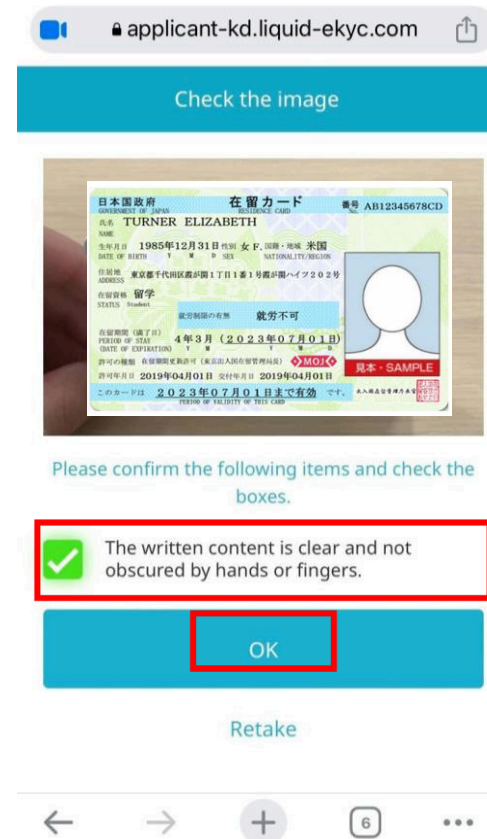 applicant-kd.liquid-ekyc.com
Check the image
日本国政府 在留カード 番号 AB12345678CD
GOVERNMENT OF JAPAN RESIDENCE CARD No.
氏名 TURNER ELIZABETH
NAME
生年月日 1985年12月31日 性別 女 F. 国籍・地域 米国
DATE OF BIRTH Y M D SEX NATIONALITY/REGION
住居地 東京都千代田区霞が関1丁目1番1号霞が関ハイツ202号
ADDRESS
在留資格 留学
STATUS Student
就労制限の有無 就労不可
在留期間(満了日) 4年3月(2023年07月01日)
PERIOD OF STAY
(DATE OF EXPIRATION) Y M Y M D
許可の種類 在留期間更新許可(東京出入国在留管理局長) MOJ
見本・SAMPLE
許可年月日 2019年04月01日 交付年月日 2019年04月01日
このカードは 2023年07月01日まで有効 です。
PERIOD OF VALIDITY OF THIS CARD
Please confirm the following items and check the
boxes.
The written content is clear and not
obscured by hands or fingers.
OK
Retake
6